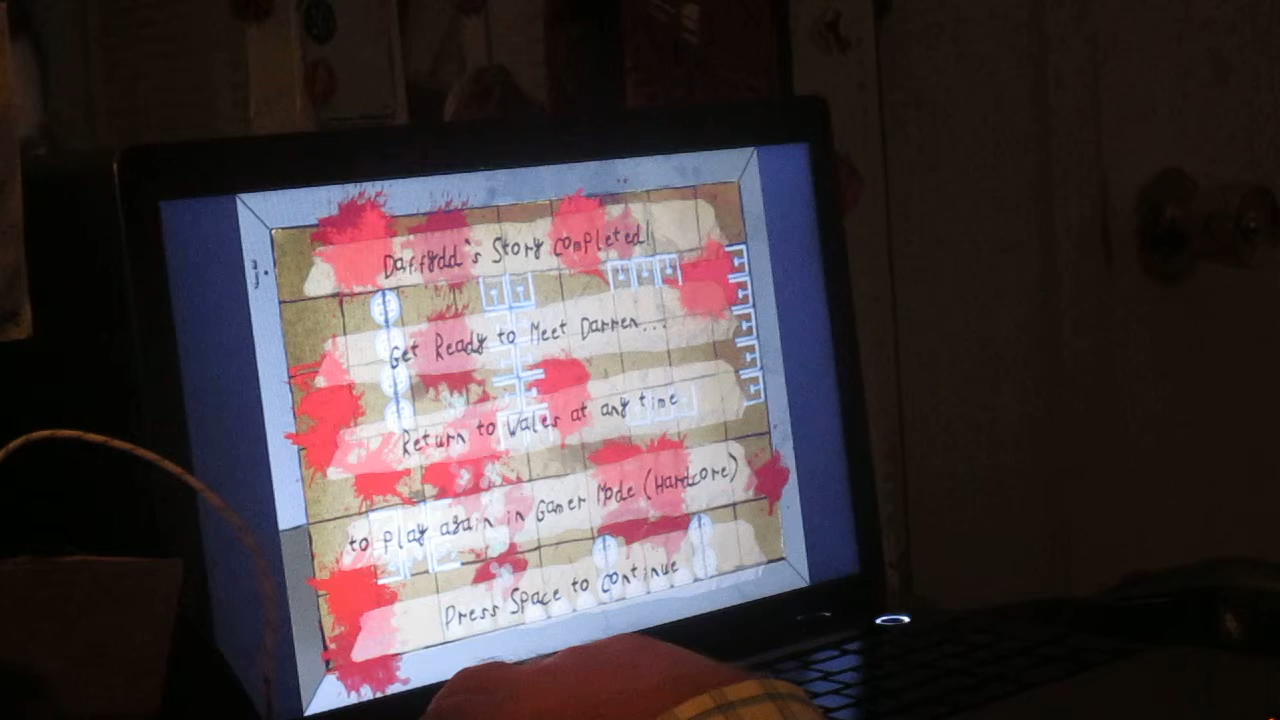 Daffydd's Story Completed!
Get Ready to Meet Darren...
Return to Wales at any time
to play again in Gamer Mode (Hardcore)
Press Space to continue